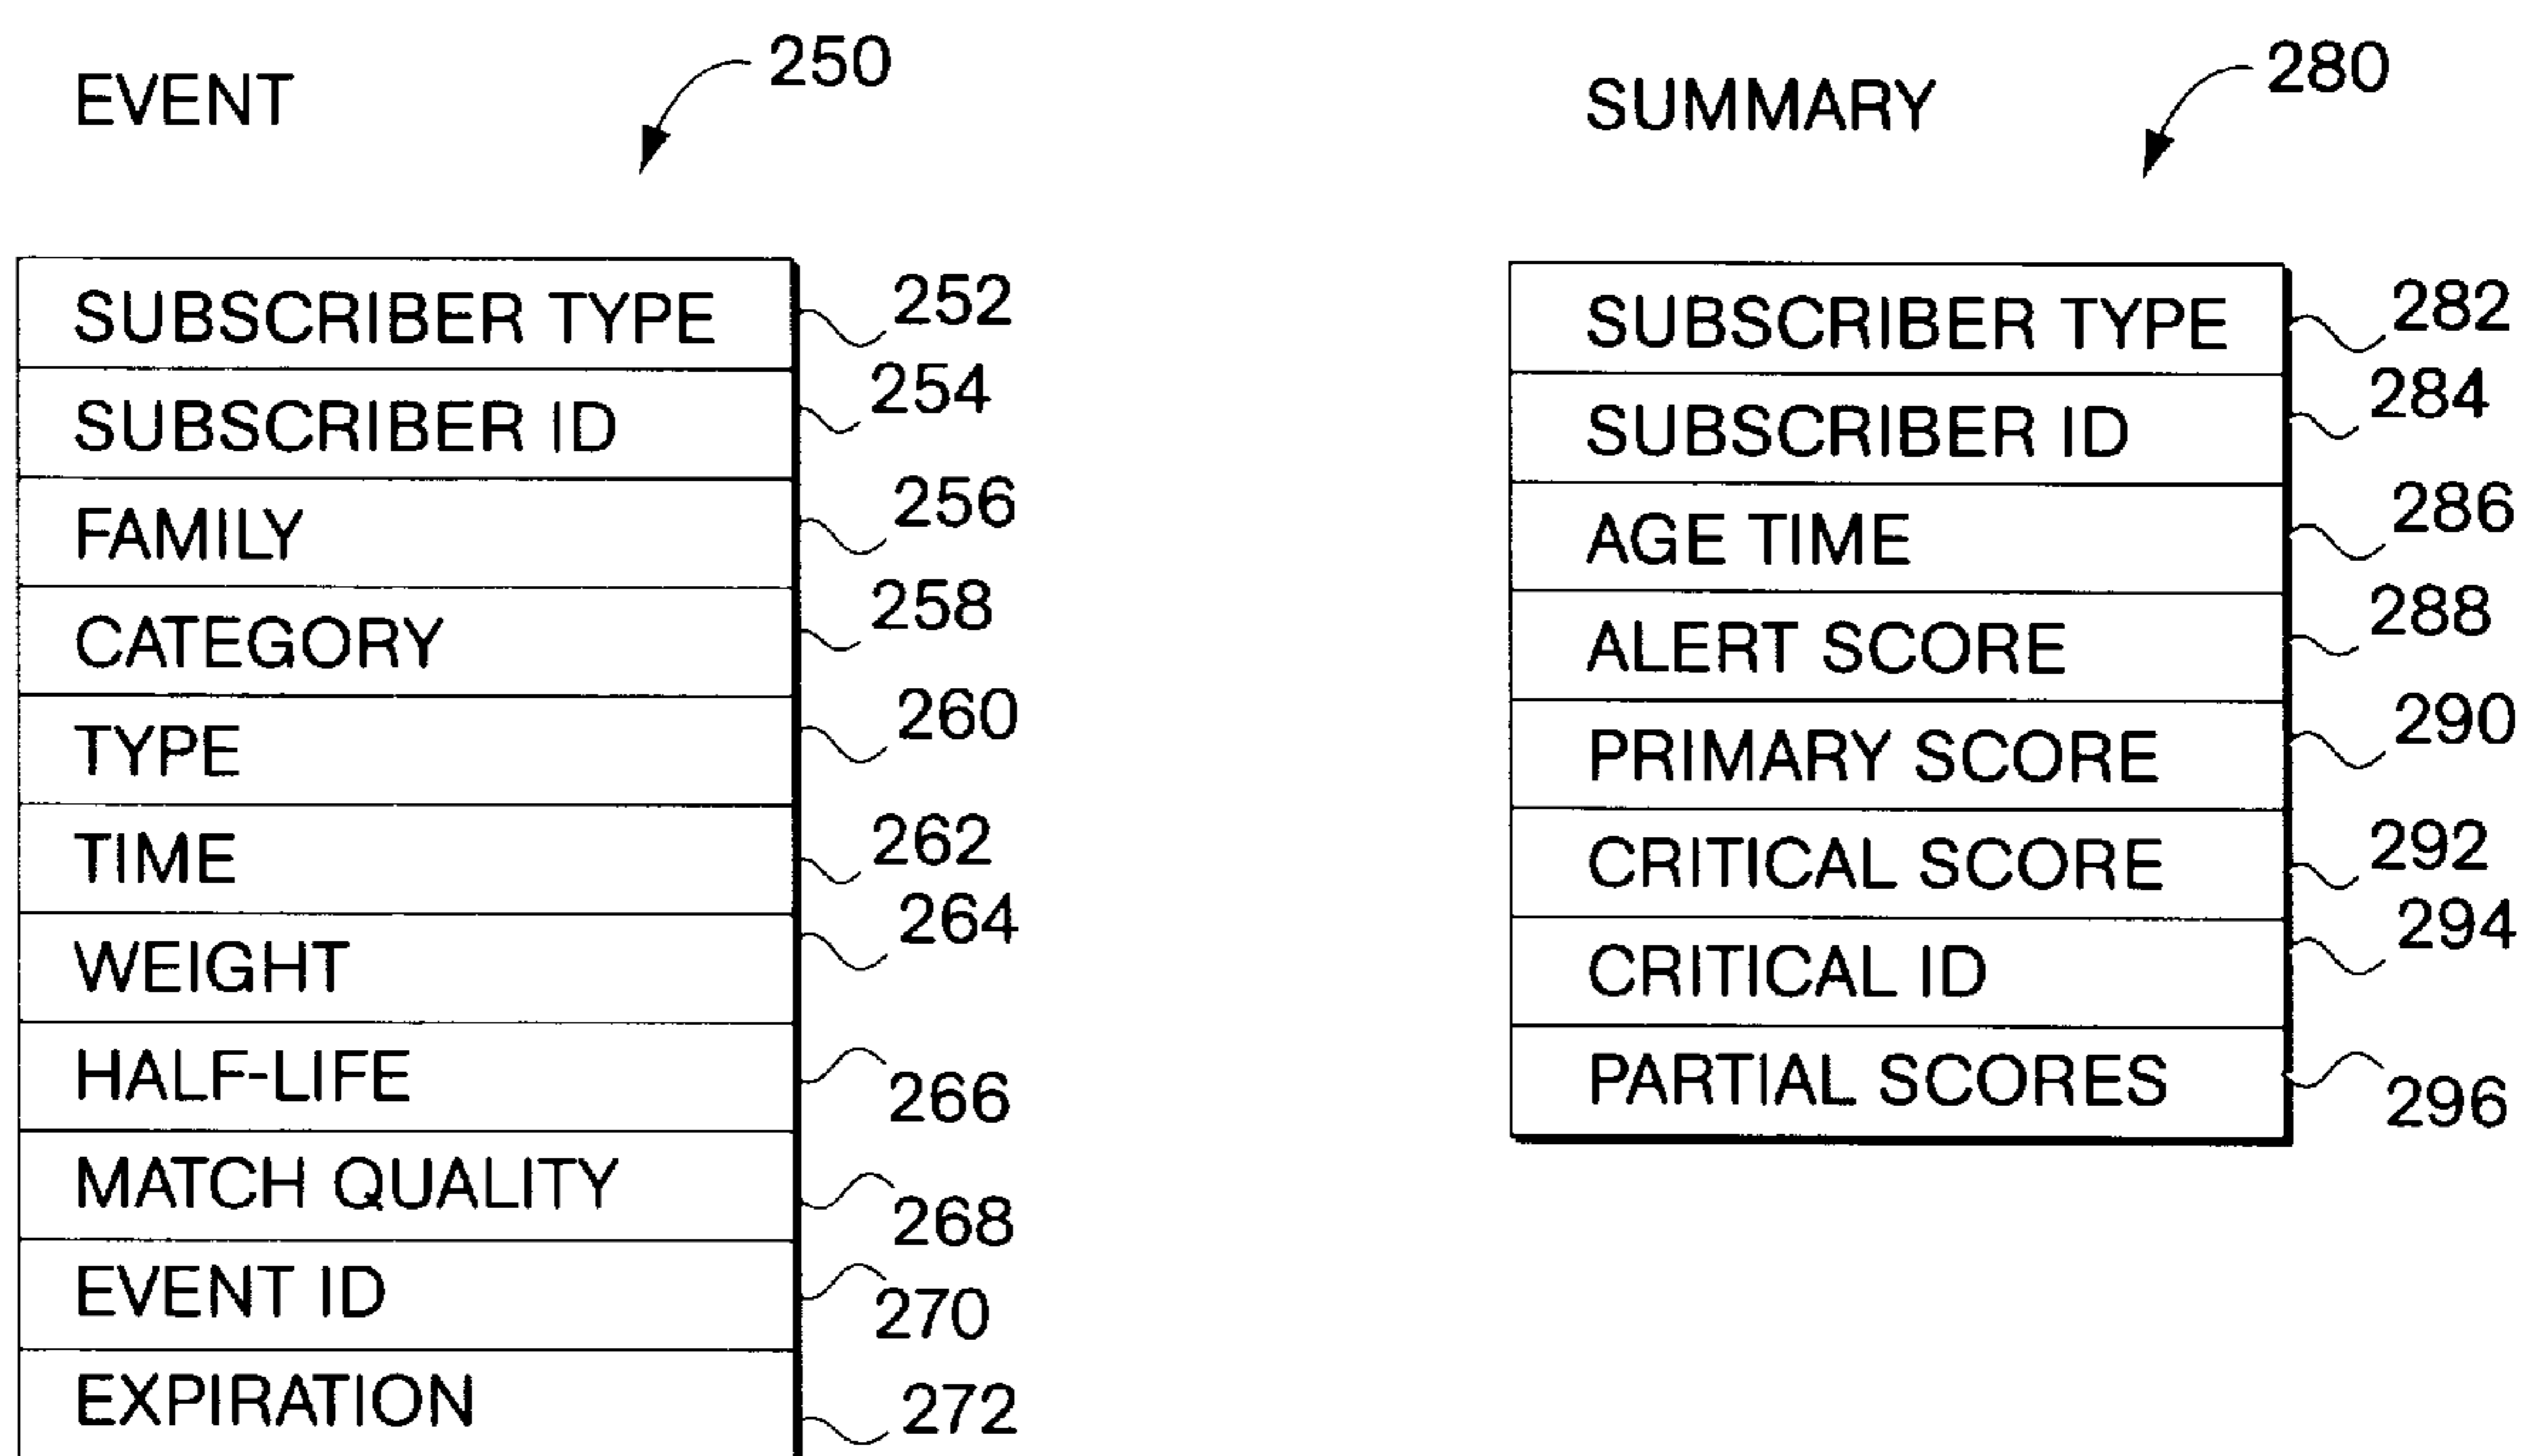 EVENT
250
SUBSCRIBER TYPE
252
SUBSCRIBER ID
254
FAMILY
256
CATEGORY
258
TYPE
260
TIME
262
WEIGHT
264
HALF-LIFE
266
MATCH QUALITY
268
EVENT ID
270
EXPIRATION
272
SUMMARY
280
SUBSCRIBER TYPE
282
SUBSCRIBER ID
284
AGE TIME
286
ALERT SCORE
288
PRIMARY SCORE
290
CRITICAL SCORE
292
CRITICAL ID
294
PARTIAL SCORES
296